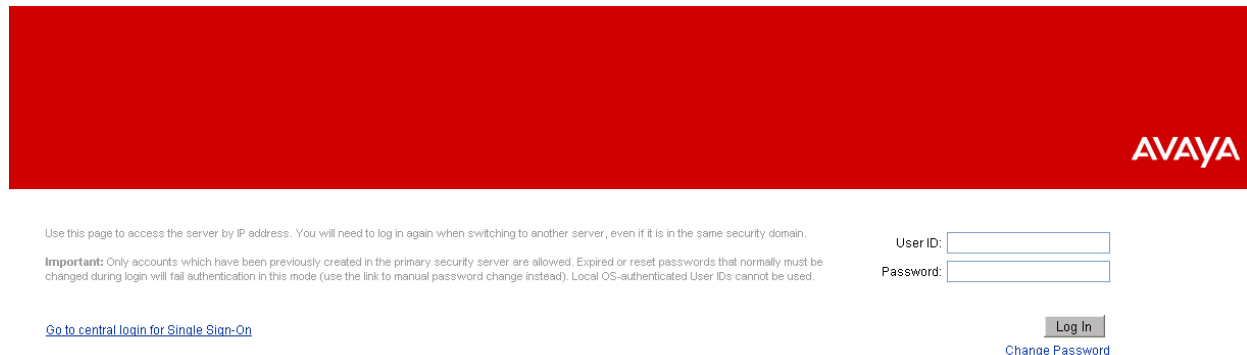 AVAYA
Use this page to access the server by IP address. You will need to log in again when switching to another server, even if it is in the same security domain.
Important: Only accounts which have been previously created in the primary security server are allowed. Expired or reset passwords that normally must be
changed during login will fail authentication in this mode (use the link to manual password change instead). Local OS-authenticated User IDs cannot be used.
Go to central login for Single Sign-On
User ID:
Password:
Log In
Change Password